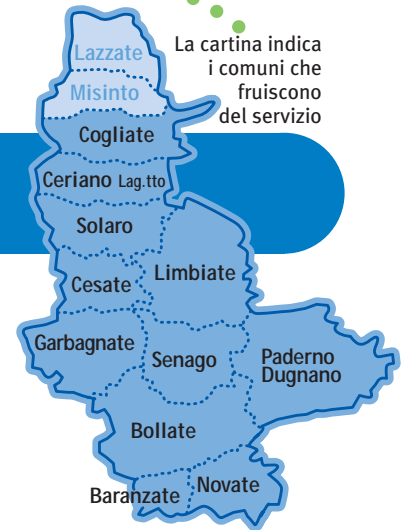 La cartina indica
i comuni che
fruiscono
del servizio
Lazzate
Misinto
Cogliate
Ceriano Lag.tto
Solaro
Limbiate
Cesate
Garbagnate
Senago
Paderno
Dugnano
Bollate
Baranzate
Novate